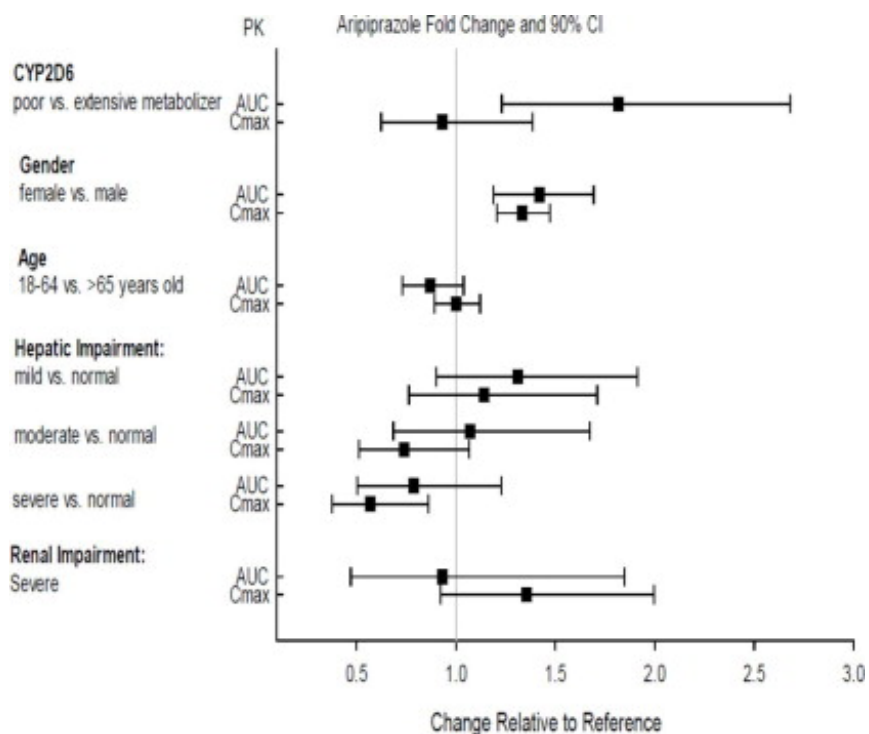 PK Aripiprazole Fold Change and 90% CI
CYP2D6
poor vs. extensive metabolizer AUC
Cmax
Gender
female vs. male AUC
Cmax
Age
18-64 vs. >65 years old AUC
Cmax
Hepatic Impairment:
mild vs. normal AUC
Cmax
moderate vs. normal AUC
Cmax
severe vs. normal AUC
Cmax
Renal Impairment:
Severe AUC
Cmax
0.5 1.0 1.5 2.0 2.5 3.0
Change Relative to Reference